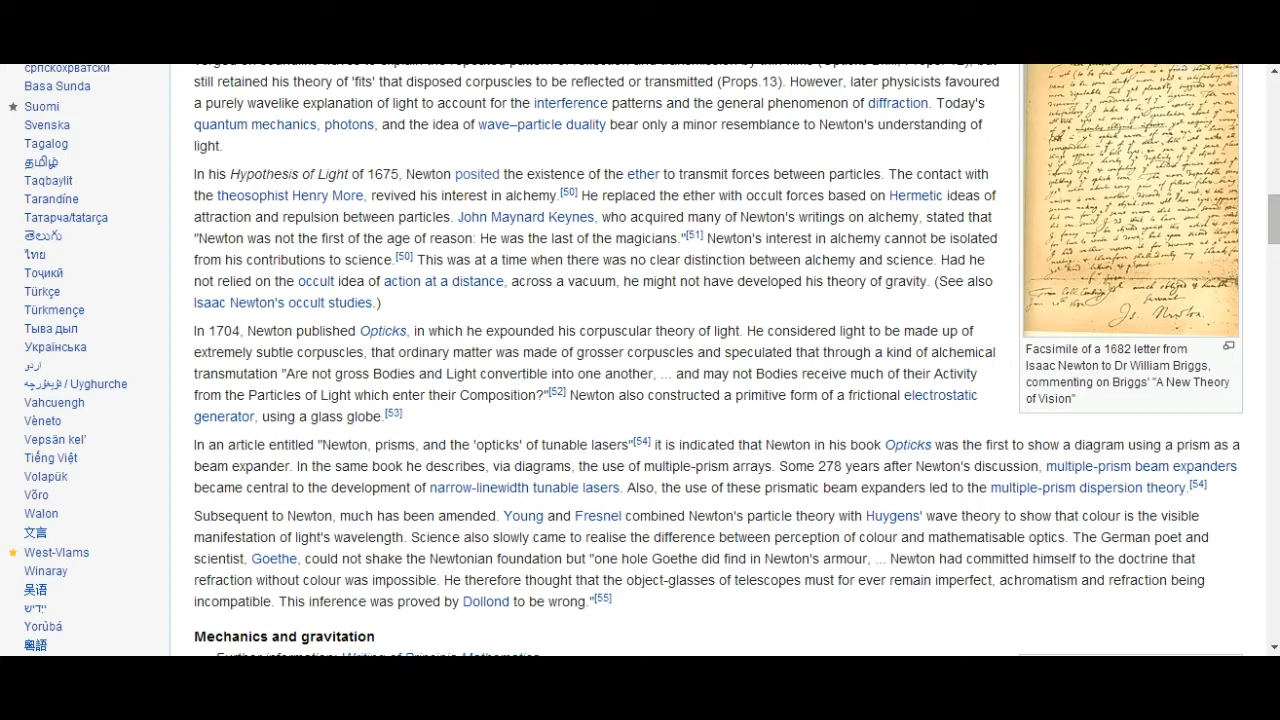 српскохрватски
Basa Sunda
Suomi
Svenska
Tagalog
தமிழ்
Taqbaylit
Tarandíne
Татарча/tatarça
తెలుగు
ไทย
Тоҷикӣ
Türkçe
Türkmençe
Тыва дыл
Українська
اردو
ئۇيغۇرچە / Uyghurche
Vahcuengh
Vèneto
Vepsän kel'
Tiếng Việt
Volapük
Võro
Walon
文言
West-Vlams
Winaray
吴语
ייִדיש
Yorùbá
粵語
still retained his theory of 'fits' that disposed corpuscles to be reflected or transmitted (Props.13). However, later physicists favoured
a purely wavelike explanation of light to account for the interference patterns and the general phenomenon of diffraction. Today's
quantum mechanics, photons, and the idea of wave–particle duality bear only a minor resemblance to Newton's understanding of
light.
In his Hypothesis of Light of 1675, Newton posited the existence of the ether to transmit forces between particles. The contact with
the theosophist Henry More, revived his interest in alchemy.[50] He replaced the ether with occult forces based on Hermetic ideas of
attraction and repulsion between particles. John Maynard Keynes, who acquired many of Newton's writings on alchemy, stated that
"Newton was not the first of the age of reason: He was the last of the magicians."[51] Newton's interest in alchemy cannot be isolated
from his contributions to science.[50] This was at a time when there was no clear distinction between alchemy and science. Had he
not relied on the occult idea of action at a distance, across a vacuum, he might not have developed his theory of gravity. (See also
Isaac Newton's occult studies.)
In 1704, Newton published Opticks, in which he expounded his corpuscular theory of light. He considered light to be made up of
extremely subtle corpuscles, that ordinary matter was made of grosser corpuscles and speculated that through a kind of alchemical
transmutation "Are not gross Bodies and Light convertible into one another, ... and may not Bodies receive much of their Activity
from the Particles of Light which enter their Composition?"[52] Newton also constructed a primitive form of a frictional electrostatic
generator, using a glass globe.[53]
In an article entitled "Newton, prisms, and the 'opticks' of tunable lasers"[54] it is indicated that Newton in his book Opticks was the first to show a diagram using a prism as a
beam expander. In the same book he describes, via diagrams, the use of multiple-prism arrays. Some 278 years after Newton's discussion, multiple-prism beam expanders
became central to the development of narrow-linewidth tunable lasers. Also, the use of these prismatic beam expanders led to the multiple-prism dispersion theory.[54]
Subsequent to Newton, much has been amended. Young and Fresnel combined Newton's particle theory with Huygens' wave theory to show that colour is the visible
manifestation of light's wavelength. Science also slowly came to realise the difference between perception of colour and mathematisable optics. The German poet and
scientist, Goethe, could not shake the Newtonian foundation but "one hole Goethe did find in Newton's armour, ... Newton had committed himself to the doctrine that
refraction without colour was impossible. He therefore thought that the object-glasses of telescopes must for ever remain imperfect, achromatism and refraction being
incompatible. This inference was proved by Dollond to be wrong."[55]
Mechanics and gravitation
Further information: Writing of Principia Mathematica
Is. Newton.
Facsimile of a 1682 letter from
Isaac Newton to Dr William Briggs,
commenting on Briggs' "A New Theory
of Vision"